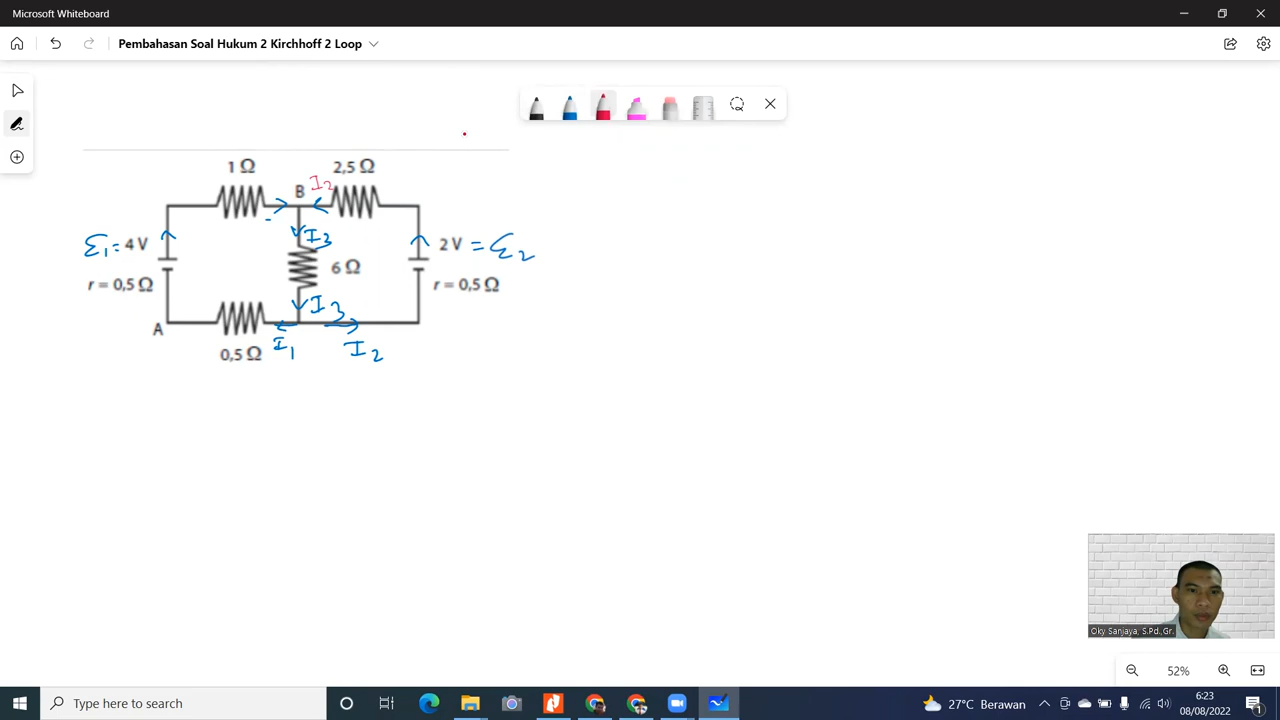 Microsoft Whiteboard
Pembahasan Soal Hukum 2 Kirchhoff 2 Loop
1 Ω
2,5 Ω
B
I2
ε1 = 4 V
I3
2 V = ε2
r = 0,5 Ω
6 Ω
r = 0,5 Ω
I3
A
0,5 Ω
I1
I2
Oky Sanjaya, S.Pd.,Gr.
52%
Type here to search
27°C Berawan
6:23
08/08/2022
1